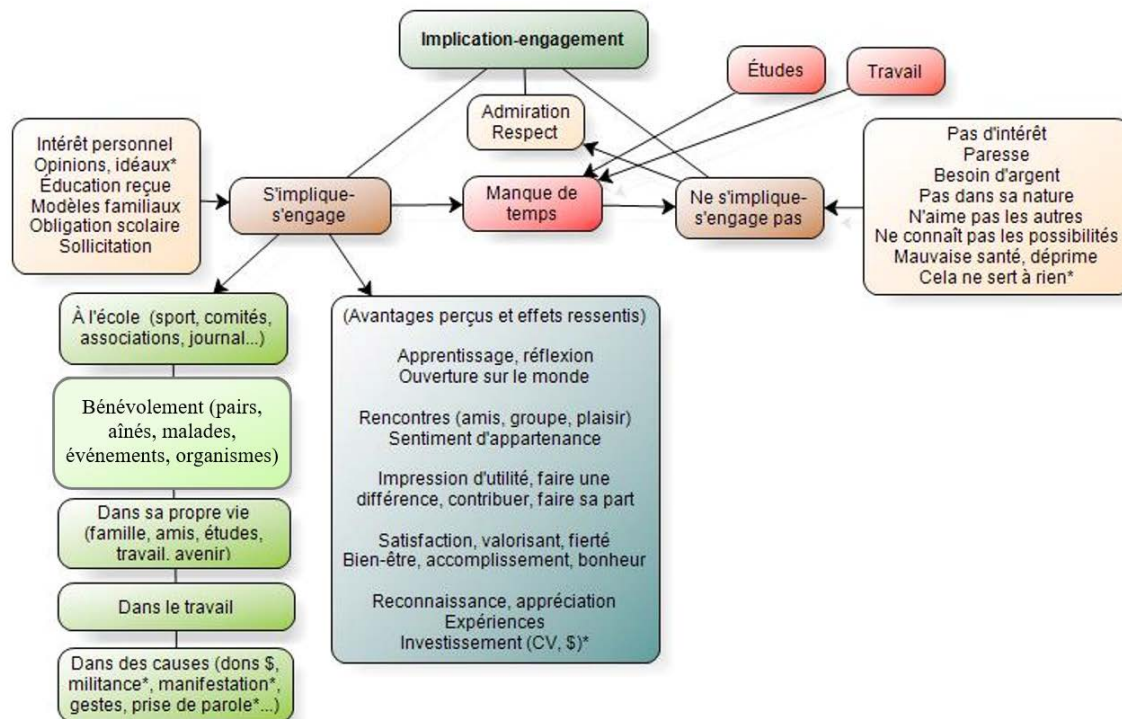 Implication-engagement
Études
Travail
Admiration
Respect
Intérêt personnel
Opinions, idéaux*
Éducation reçue
Modèles familiaux
Obligation scolaire
Sollicitation
S'implique-
s'engage
Manque de
temps
Ne s'implique-
s'engage pas
Pas d'intérêt
Paresse
Besoin d'argent
Pas dans sa nature
N'aime pas les autres
Ne connaît pas les possibilités
Mauvaise santé, déprime
Cela ne sert à rien*
À l'école (sport, comités,
associations, journal...)
Bénévolement (pairs,
aînés, malades,
événements, organismes)
Dans sa propre vie
(famille, amis, études,
travail, avenir)
Dans le travail
Dans des causes (dons $,
militance*, manifestation*,
gestes, prise de parole*...)
(Avantages perçus et effets ressentis)
Apprentissage, réflexion
Ouverture sur le monde
Rencontres (amis, groupe, plaisir)
Sentiment d'appartenance
Impression d'utilité, faire une
différence, contribuer, faire sa part
Satisfaction, valorisant, fierté
Bien-être, accomplissement, bonheur
Reconnaissance, appréciation
Expériences
Investissement (CV, $)*